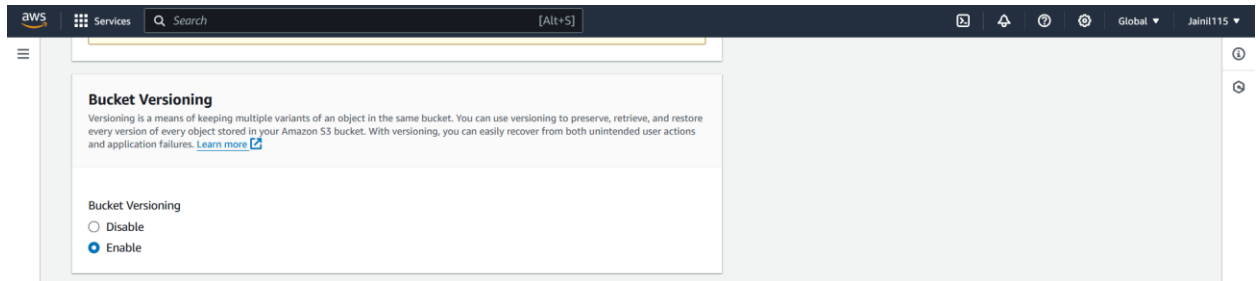 aws
Services
Search
[Alt+S]
Global
Jainil115
Bucket Versioning
Versioning is a means of keeping multiple variants of an object in the same bucket. You can use versioning to preserve, retrieve, and restore
every version of every object stored in your Amazon S3 bucket. With versioning, you can easily recover from both unintended user actions
and application failures. Learn more
Bucket Versioning
Disable
Enable